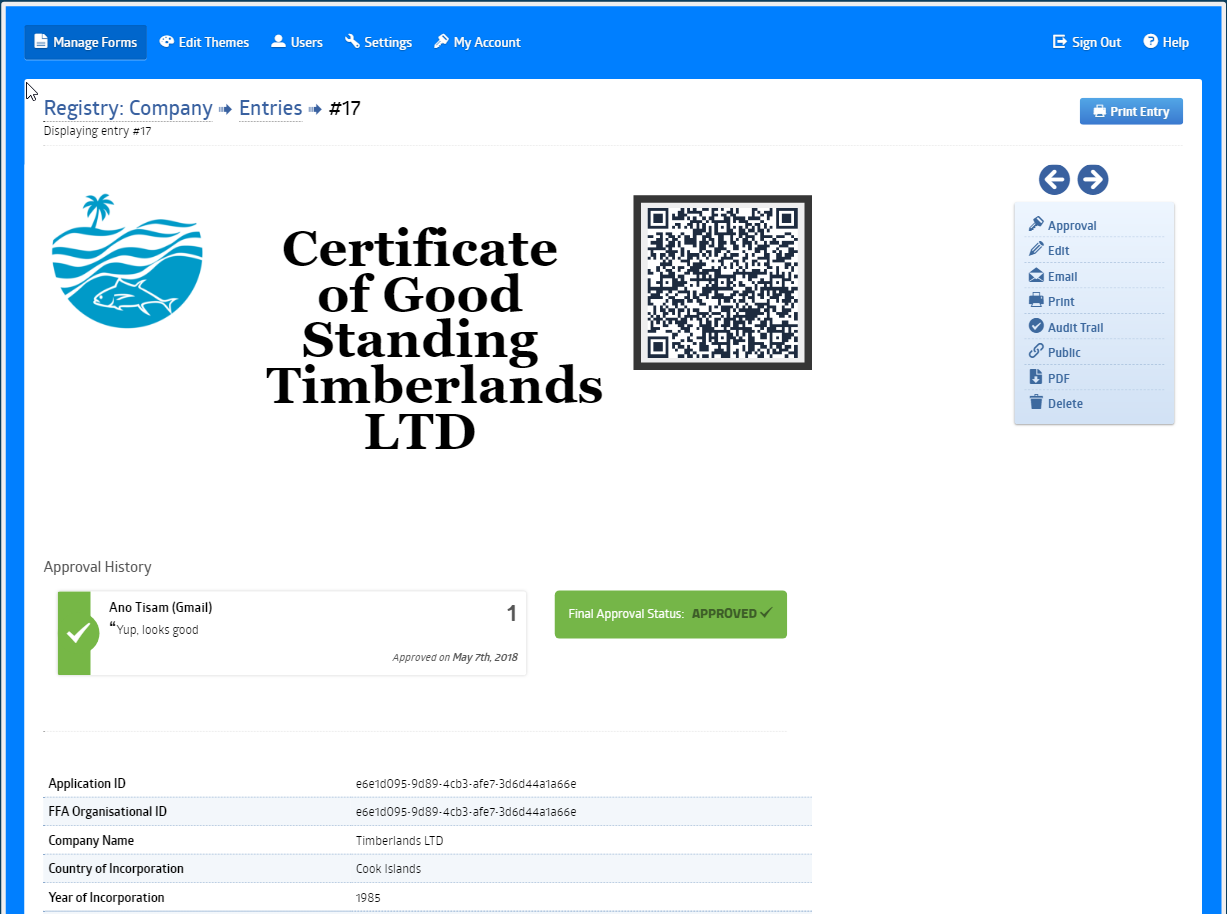 Manage Forms Edit Themes Users Settings My Account Sign Out Help
Registry: Company Entries #17
Print Entry
Displaying entry #17
Certificate
of Good
Standing
Timberlands
LTD
Approval
Edit
Email
Print
Audit Trail
Public
PDF
Delete
Approval History
Ano Tisam (Gmail)
1
❝Yup, looks good
Approved on May 7th, 2018
Final Approval Status: APPROVED
Application ID e6e1d095-9d89-4cb3-afe7-3d6d44a1a66e
FFA Organisational ID e6e1d095-9d89-4cb3-afe7-3d6d44a1a66e
Company Name Timberlands LTD
Country of Incorporation Cook Islands
Year of Incorporation 1985